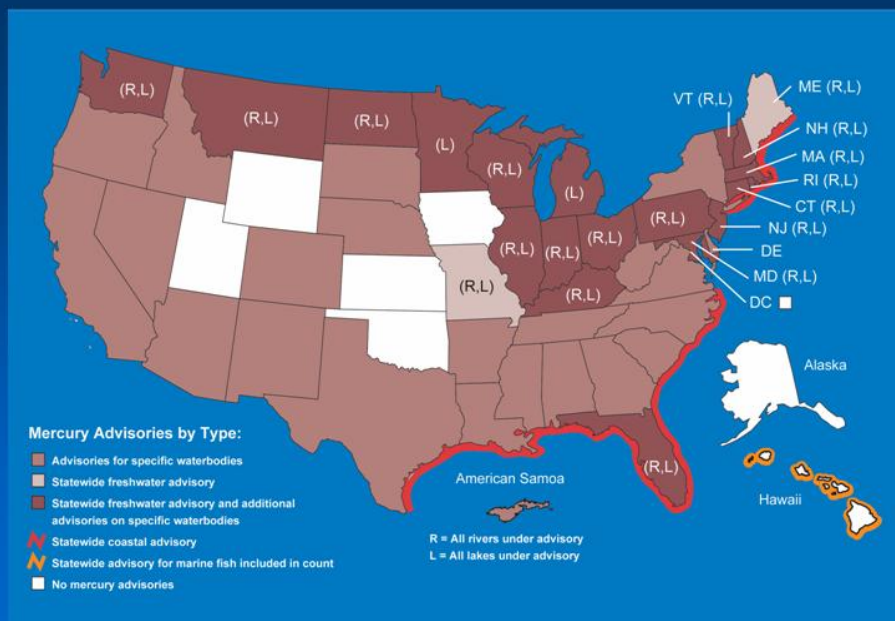 (R,L)
(R,L)
(R,L)
(L)
(R,L)
(L)
(R,L)
(R,L)
(R,L)
(R,L)
(R,L)
(R,L)
(R,L)
VT (R,L)
ME (R,L)
NH (R,L)
MA (R,L)
RI (R,L)
CT (R,L)
NJ (R,L)
DE
MD (R,L)
DC
Alaska
Hawaii
American Samoa
R = All rivers under advisory
L = All lakes under advisory
Mercury Advisories by Type:
Advisories for specific waterbodies
Statewide freshwater advisory
Statewide freshwater advisory and additional
advisories on specific waterbodies
Statewide coastal advisory
Statewide advisory for marine fish included in count
No mercury advisories